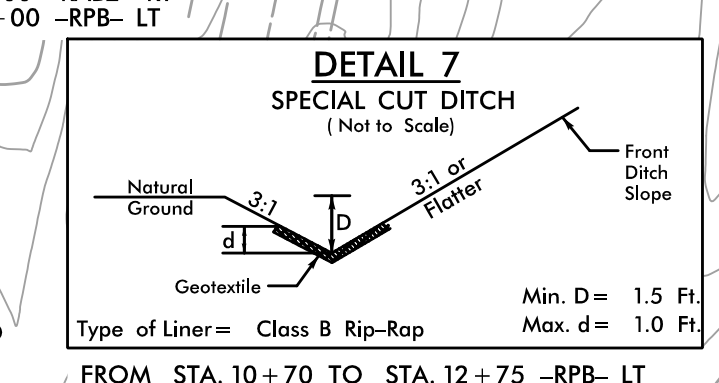 +00 -RPB- LT
DETAIL 7
SPECIAL CUT DITCH
( Not to Scale)
Natural
Ground
3:1
D
d
3:1 or
Flatter
Front
Ditch
Slope
Geotextile
Min. D = 1.5 Ft.
Max. d = 1.0 Ft.
Type of Liner = Class B Rip-Rap
FROM STA. 10+70 TO STA. 12+75 -RPB- LT